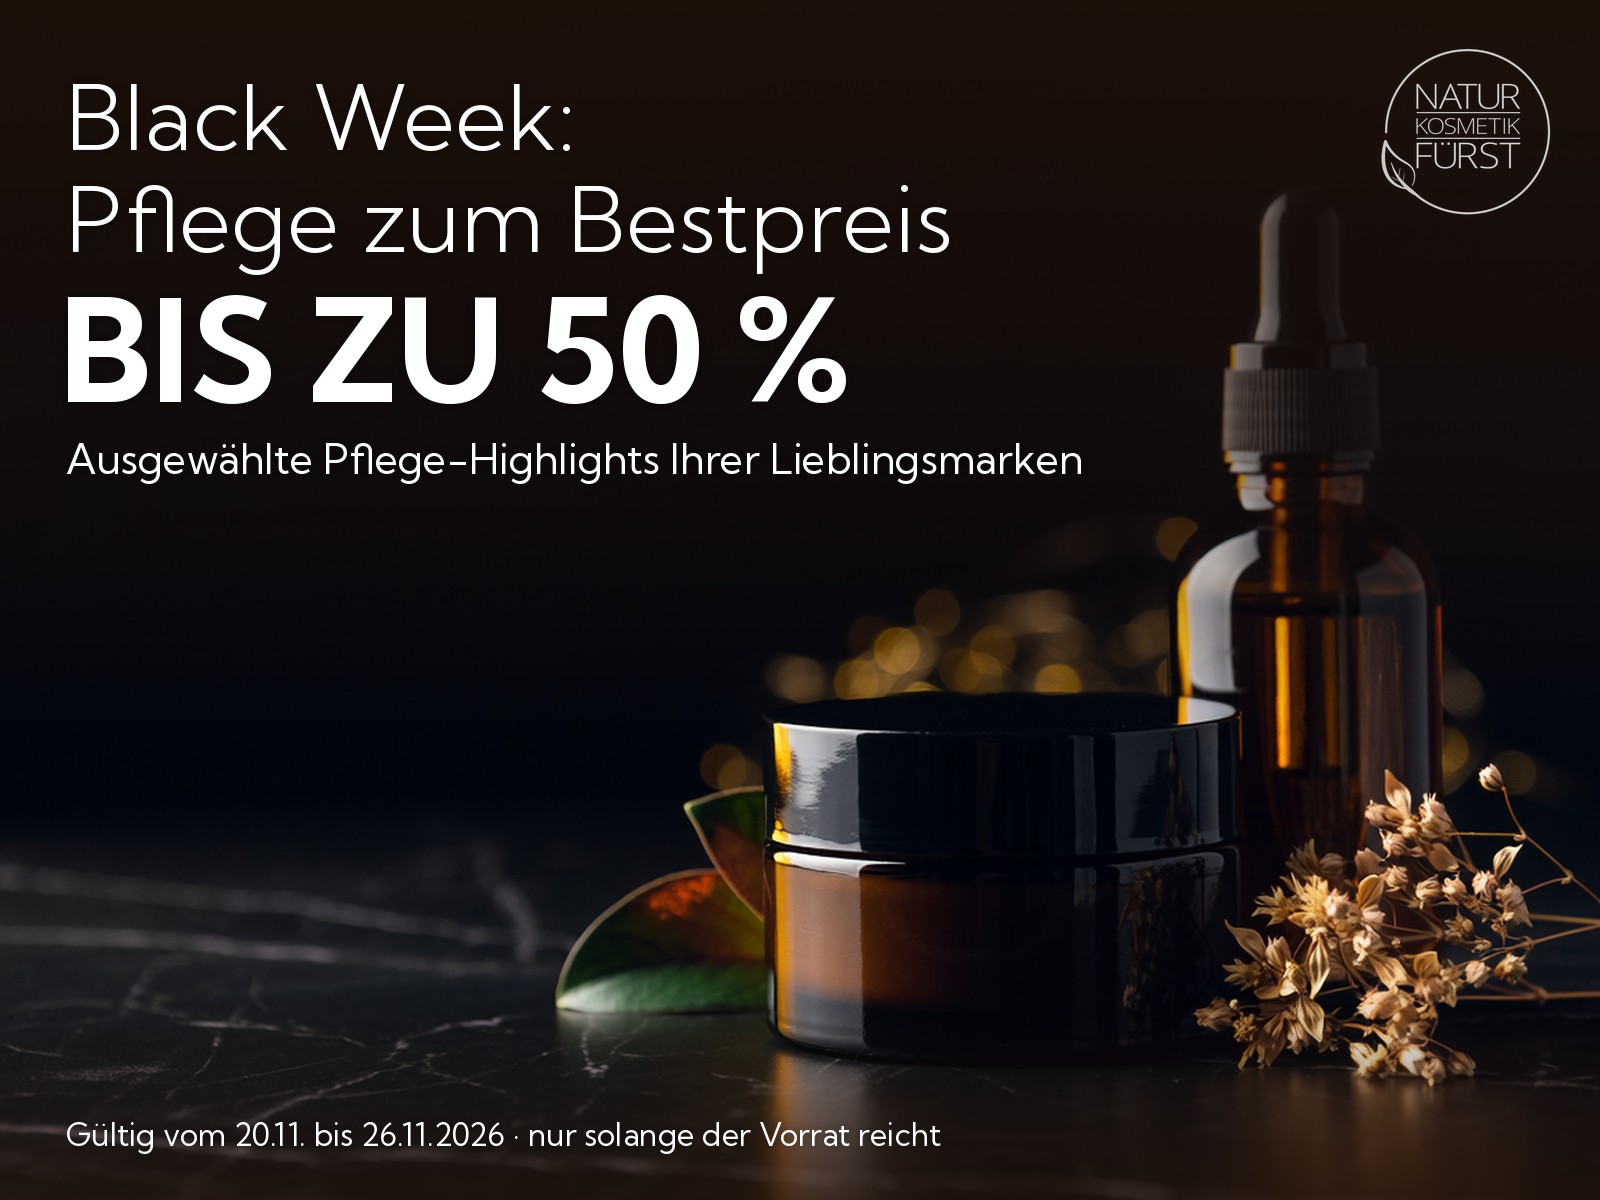 Black Week:
Pflege zum Bestpreis
BIS ZU 50 %
Ausgewählte Pflege-Highlights Ihrer Lieblingsmarken
NATUR
KOSMETIK
FÜRST
Gültig vom 20.11. bis 26.11.2026 · nur solange der Vorrat reicht